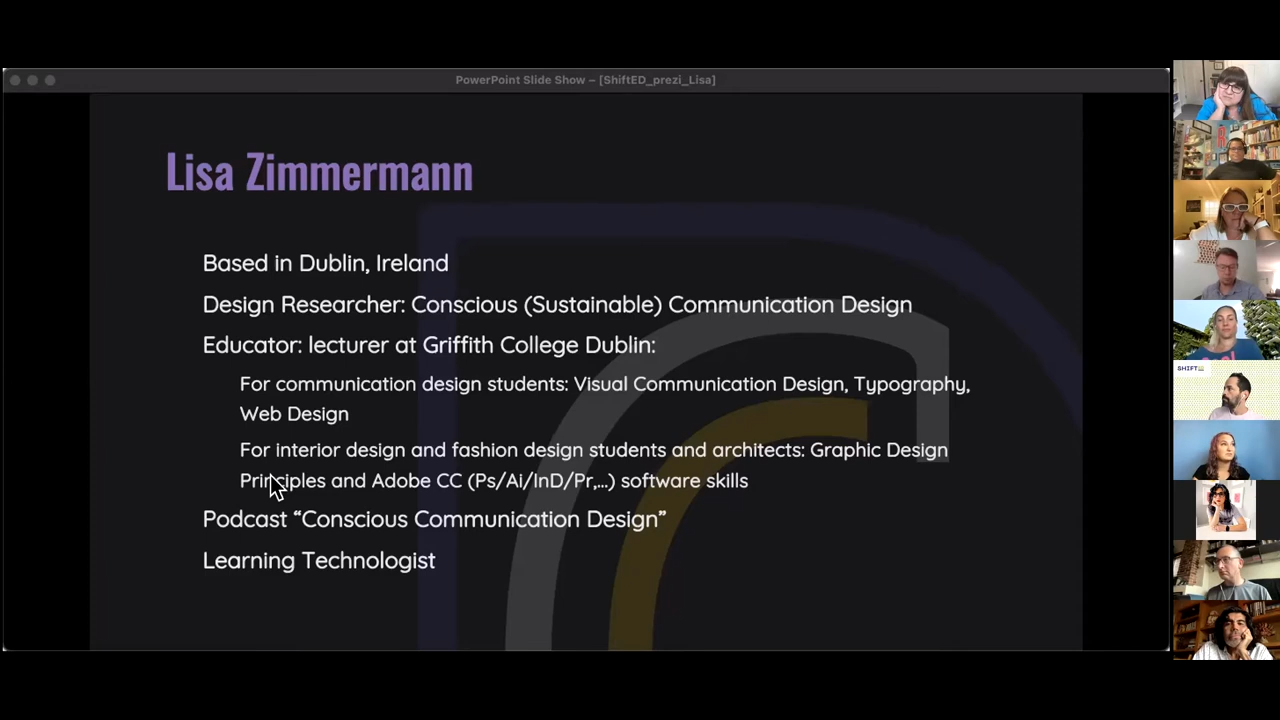 PowerPoint Slide Show – [ShiftED_prezi_Lisa]
Lisa Zimmermann
Based in Dublin, Ireland
Design Researcher: Conscious (Sustainable) Communication Design
Educator: lecturer at Griffith College Dublin:
For communication design students: Visual Communication Design, Typography,
Web Design
For interior design and fashion design students and architects: Graphic Design
Principles and Adobe CC (Ps/Ai/InD/Pr,...) software skills
Podcast “Conscious Communication Design”
Learning Technologist